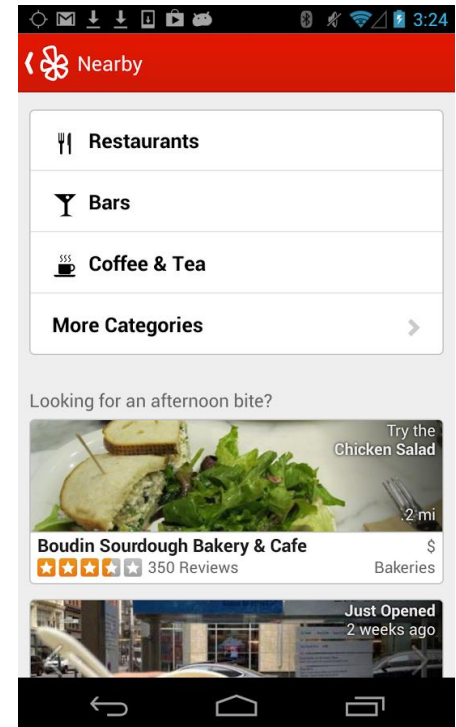 3:24
Nearby
Restaurants
Bars
Coffee & Tea
More Categories
Looking for an afternoon bite?
Try the
Chicken Salad
.2 mi
Boudin Sourdough Bakery & Cafe
$
350 Reviews
Bakeries
Just Opened
2 weeks ago